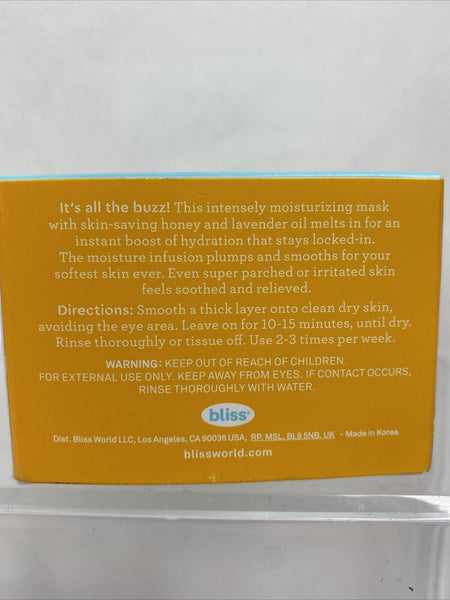 It's all the buzz! This intensely moisturizing mask
with skin-saving honey and lavender oil melts in for an
instant boost of hydration that stays locked-in.
The moisture infusion plumps and smooths for your
softest skin ever. Even super parched or irritated skin
feels soothed and relieved.
Directions: Smooth a thick layer onto clean dry skin,
avoiding the eye area. Leave on for 10-15 minutes, until dry.
Rinse thoroughly or tissue off. Use 2-3 times per week.
WARNING: KEEP OUT OF REACH OF CHILDREN.
FOR EXTERNAL USE ONLY. KEEP AWAY FROM EYES. IF CONTACT OCCURS,
RINSE THOROUGHLY WITH WATER.
bliss®
Dist. Bliss World LLC, Los Angeles, CA 90036 USA, RP. MSL, BL9 5NB, UK - Made in Korea
blissworld.com